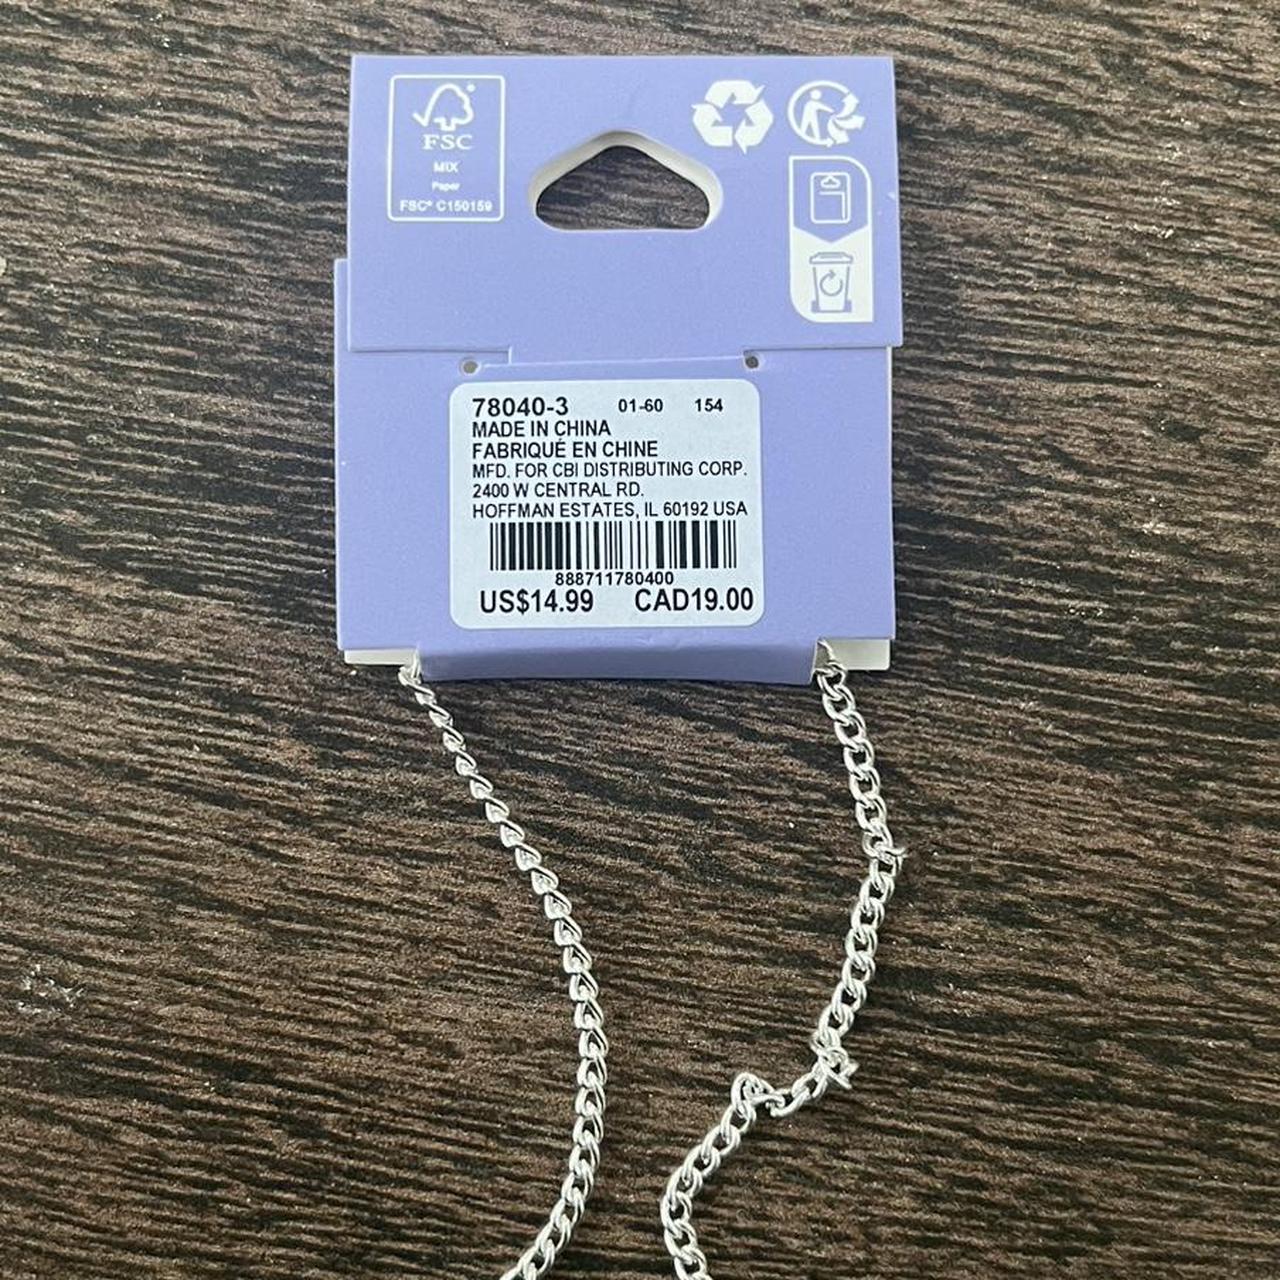 FSC
MIX
Paper
FSC® C150159
78040-3 01-60 154
MADE IN CHINA
FABRIQUÉ EN CHINE
MFD. FOR CBI DISTRIBUTING CORP.
2400 W CENTRAL RD.
HOFFMAN ESTATES, IL 60192 USA
888711780400
US$14.99 CAD19.00